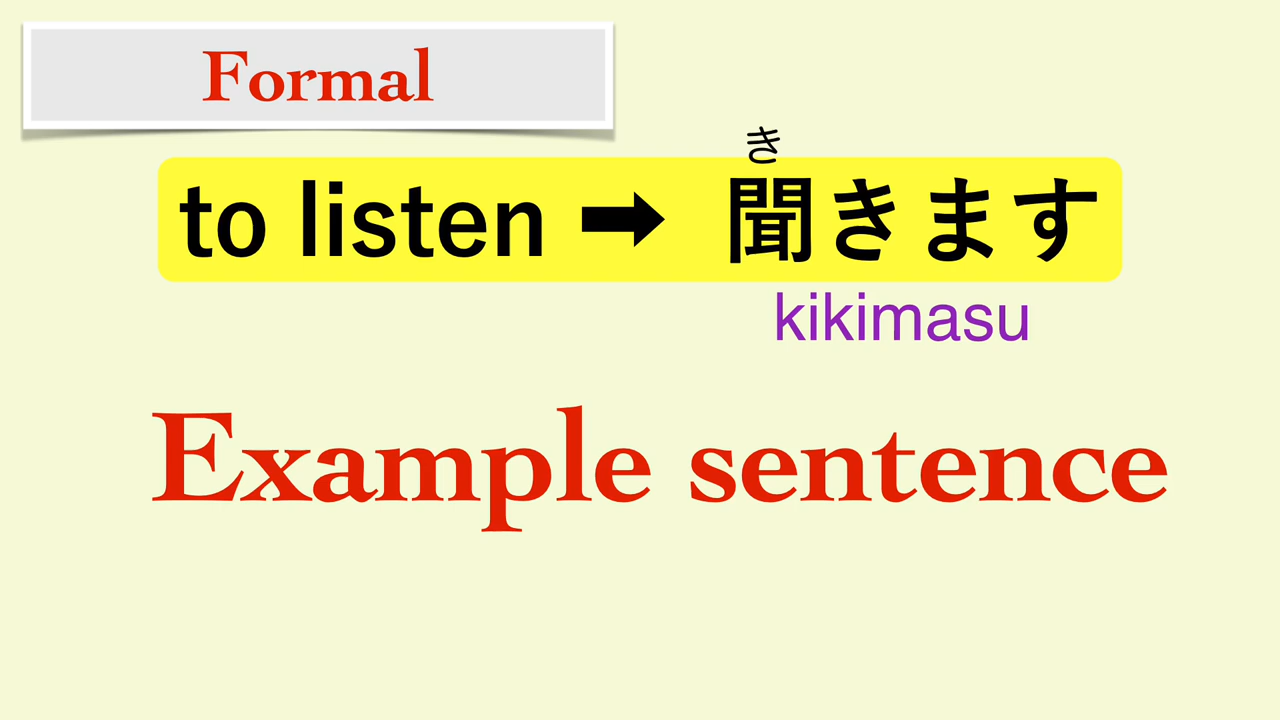 Formal
き
to listen ➡ 聞きます
kikimasu
Example sentence